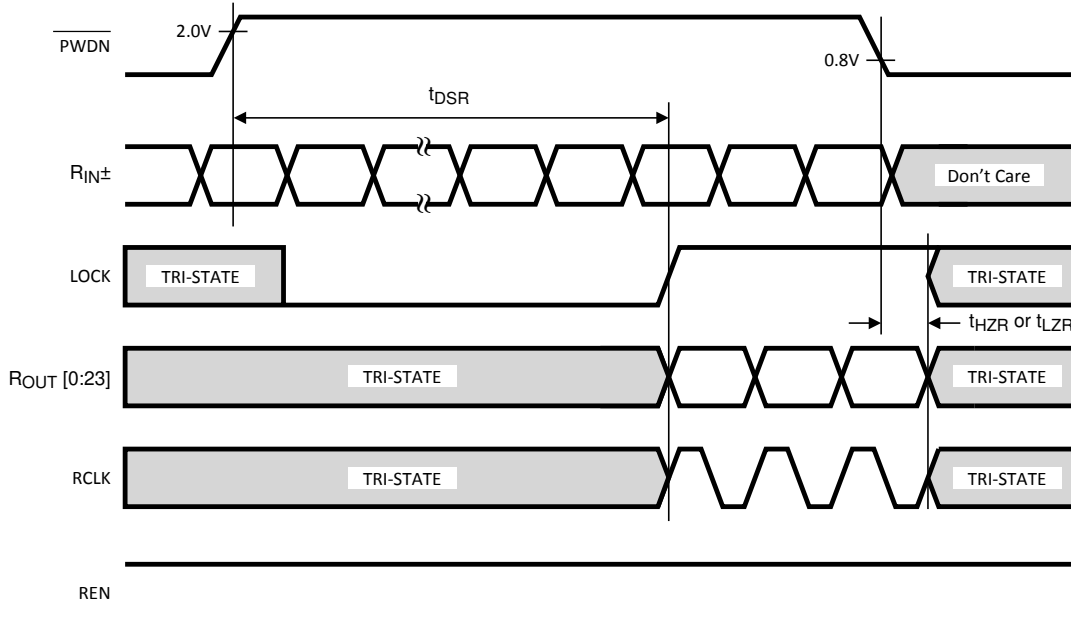 2.0V
PWDN
0.8V
tDSR
RIN±
Don't Care
LOCK
TRI-STATE
TRI-STATE
tHZR or tLZR
ROUT [0:23]
TRI-STATE
TRI-STATE
RCLK
TRI-STATE
TRI-STATE
REN